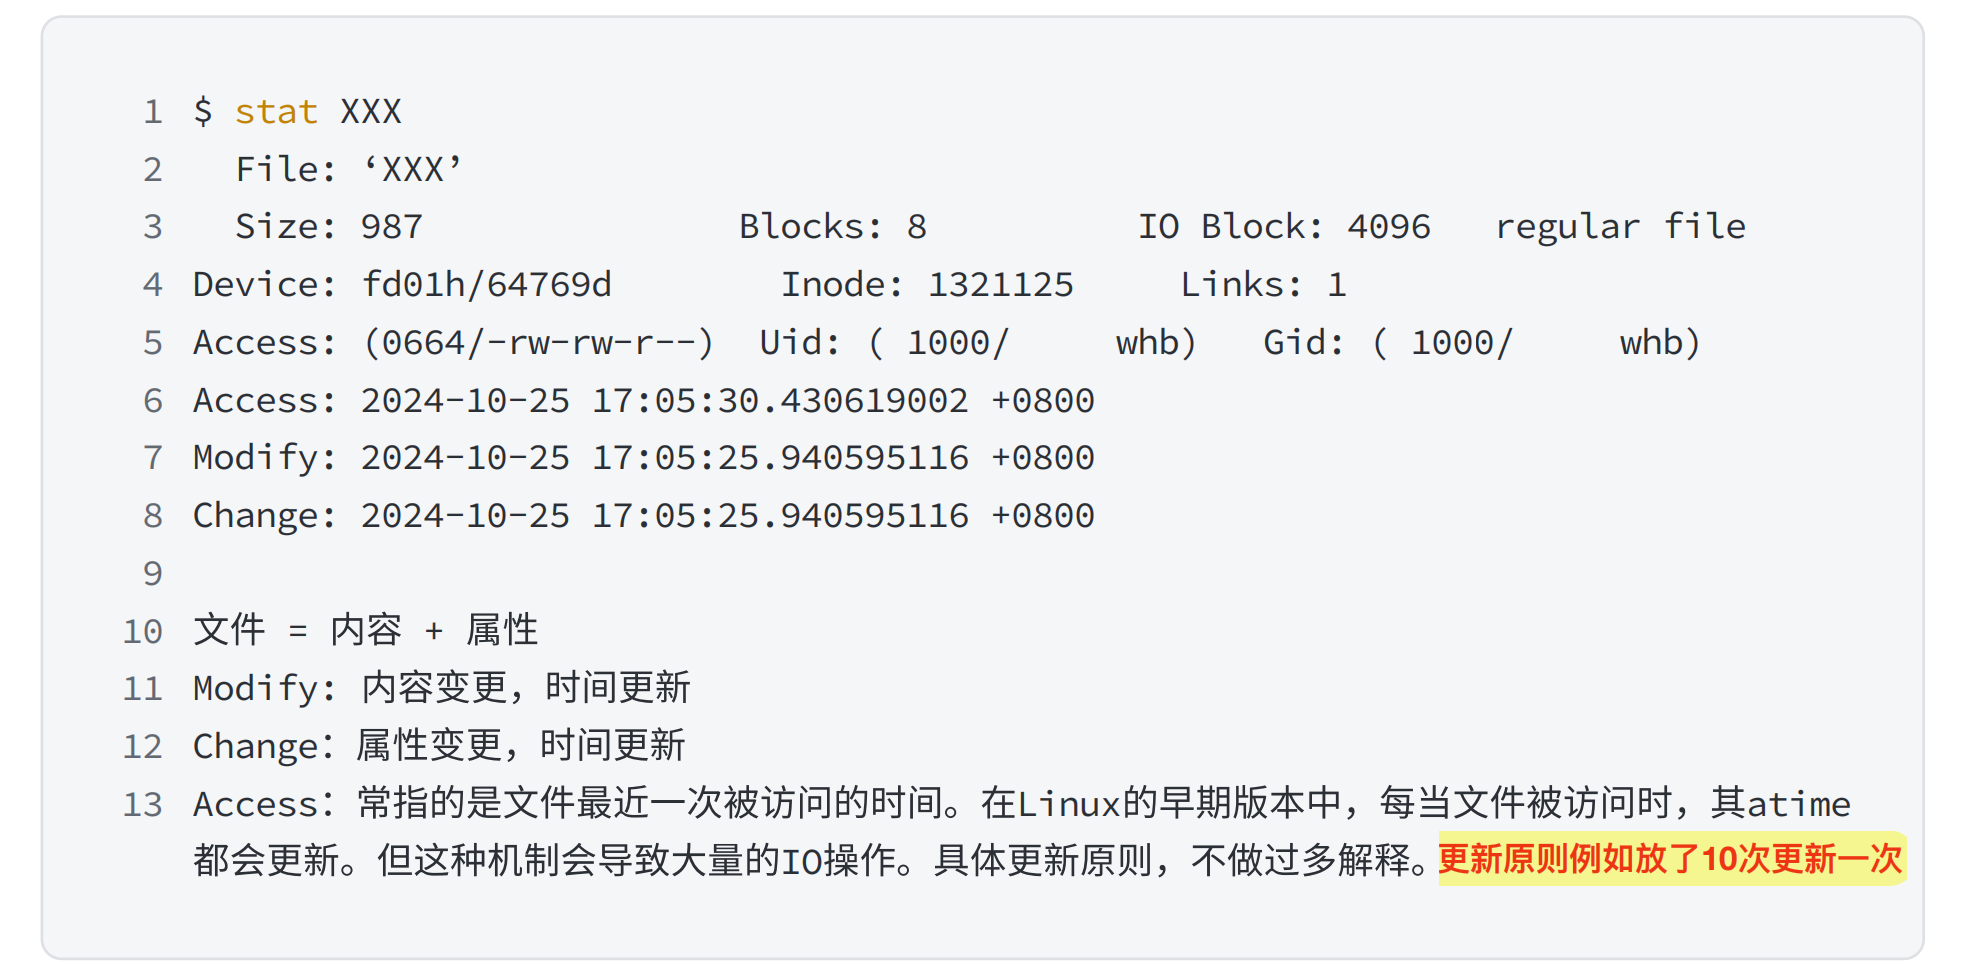 1 $ stat XXX
2   File: ‘XXX’
3   Size: 987               Blocks: 8          IO Block: 4096   regular file
4 Device: fd01h/64769d        Inode: 1321125     Links: 1
5 Access: (0664/-rw-rw-r--)  Uid: ( 1000/     whb)   Gid: ( 1000/     whb)
6 Access: 2024-10-25 17:05:30.430619002 +0800
7 Modify: 2024-10-25 17:05:25.940595116 +0800
8 Change: 2024-10-25 17:05:25.940595116 +0800
9
10 文件 = 内容 + 属性
11 Modify: 内容变更，时间更新
12 Change：属性变更，时间更新
13 Access：常指的是文件最近一次被访问的时间。在Linux的早期版本中，每当文件被访问时，其atime
都会更新。但这种机制会导致大量的IO操作。具体更新原则，不做过多解释。更新原则例如放了10次更新一次